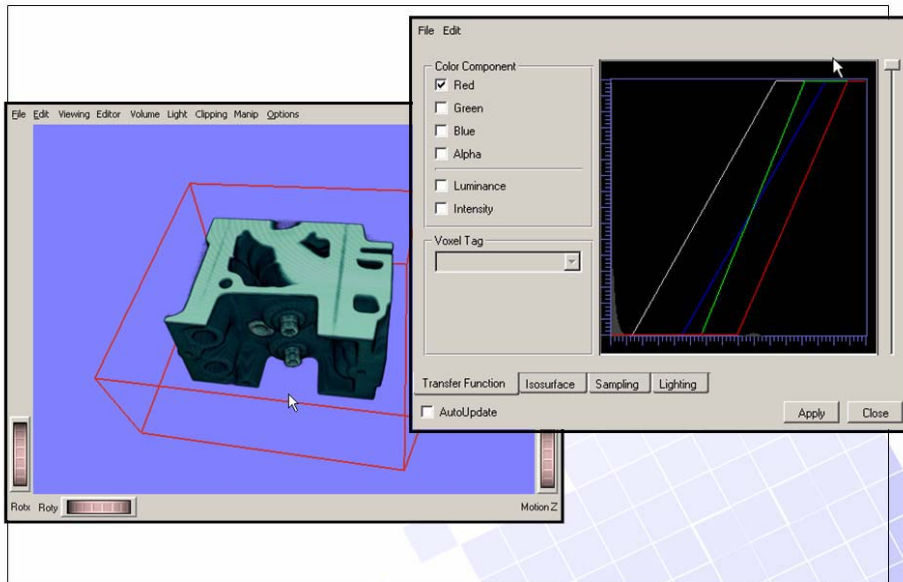 File Edit
Color Component
Red
Green
Blue
Alpha
Luminance
Intensity
Voxel Tag
Transfer Function Isosurface Sampling Lighting
AutoUpdate Apply Close
File Edit Viewing Editor Volume Light Clipping Manip Options
Rotx Roty Motion Z